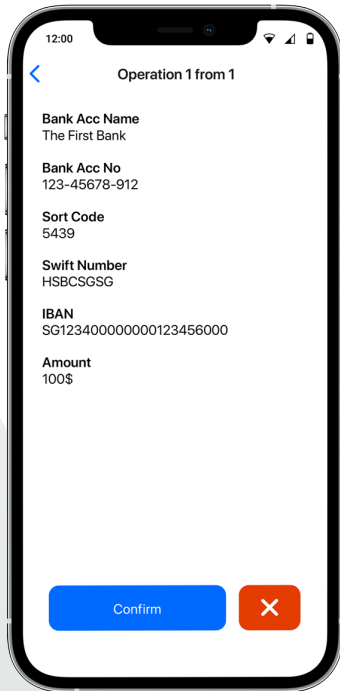 12:00
Operation 1 from 1
Bank Acc Name
The First Bank
Bank Acc No
123-45678-912
Sort Code
5439
Swift Number
HSBCSGSG
IBAN
SG123400000000123456000
Amount
100$
Confirm